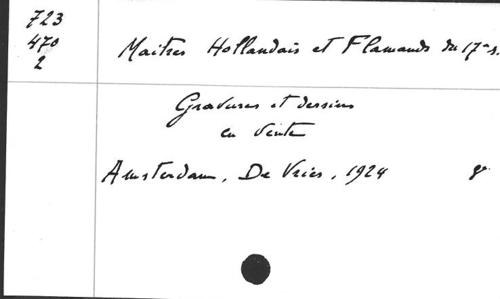 723
470
2
Maitres Hollandais et Flamands du 17e s.
Gravures et dessins
en vente
Amsterdam, De Vries, 1924 8°